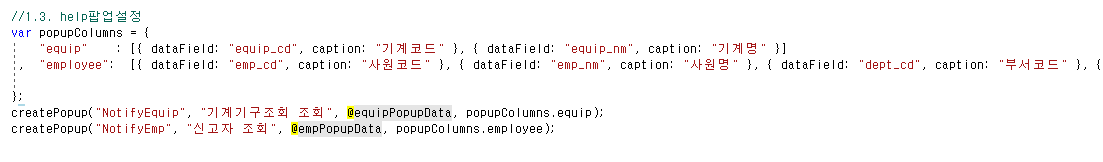 //1.3. help팝업설정
var popupColumns = {
"equip" : [{ dataField: "equip_cd", caption: "기계코드" }, { dataField: "equip_nm", caption: "기계명" }]
, "employee": [{ dataField: "emp_cd", caption: "사원코드" }, { dataField: "emp_nm", caption: "사원명" }, { dataField: "dept_cd", caption: "부서코드" }, {
};
createPopup("NotifyEquip", "기계기구조회 조회", @equipPopupData, popupColumns.equip);
createPopup("NotifyEmp", "신고자 조회", @empPopupData, popupColumns.employee);